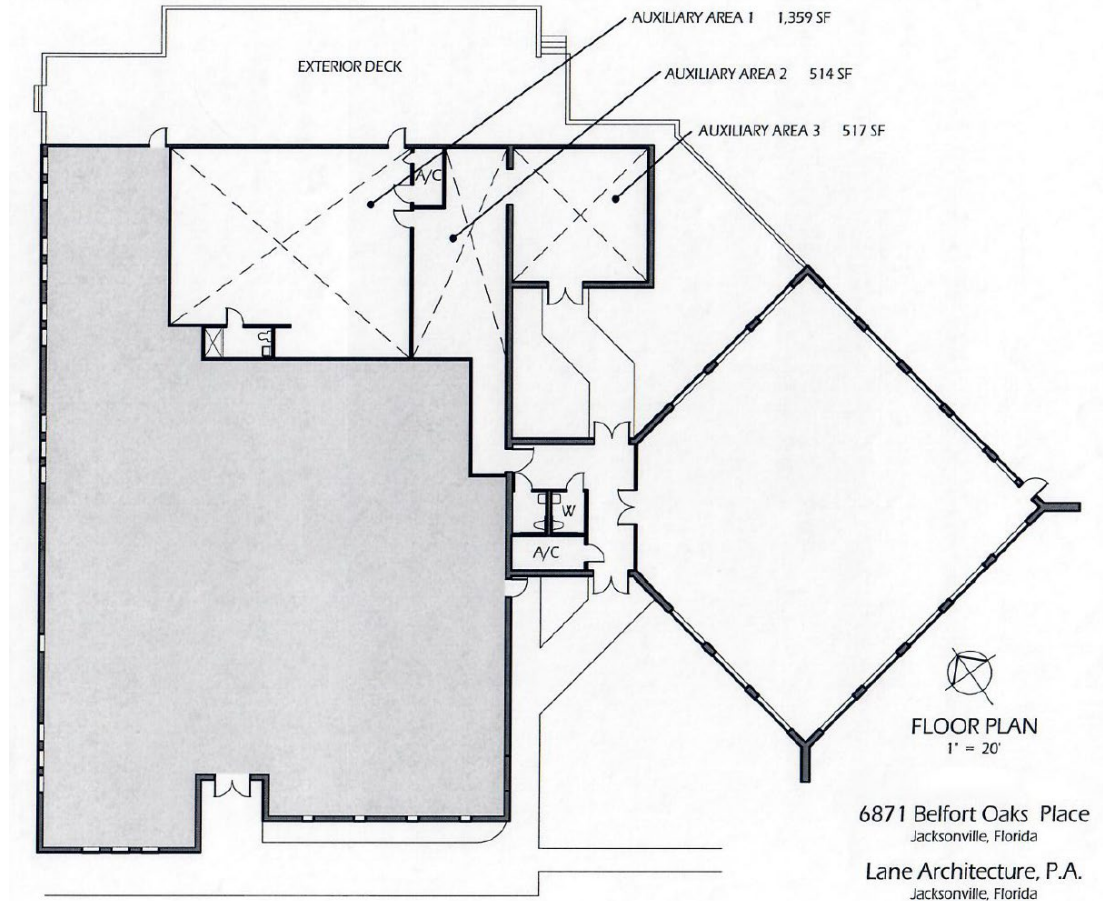 AUXILIARY AREA 1 1,359 SF
EXTERIOR DECK
AUXILIARY AREA 2 514 SF
AUXILIARY AREA 3 517 SF
A/C
W
A/C
FLOOR PLAN
1" = 20'
6871 Belfort Oaks Place
Jacksonville, Florida
Lane Architecture, P.A.
Jacksonville, Florida